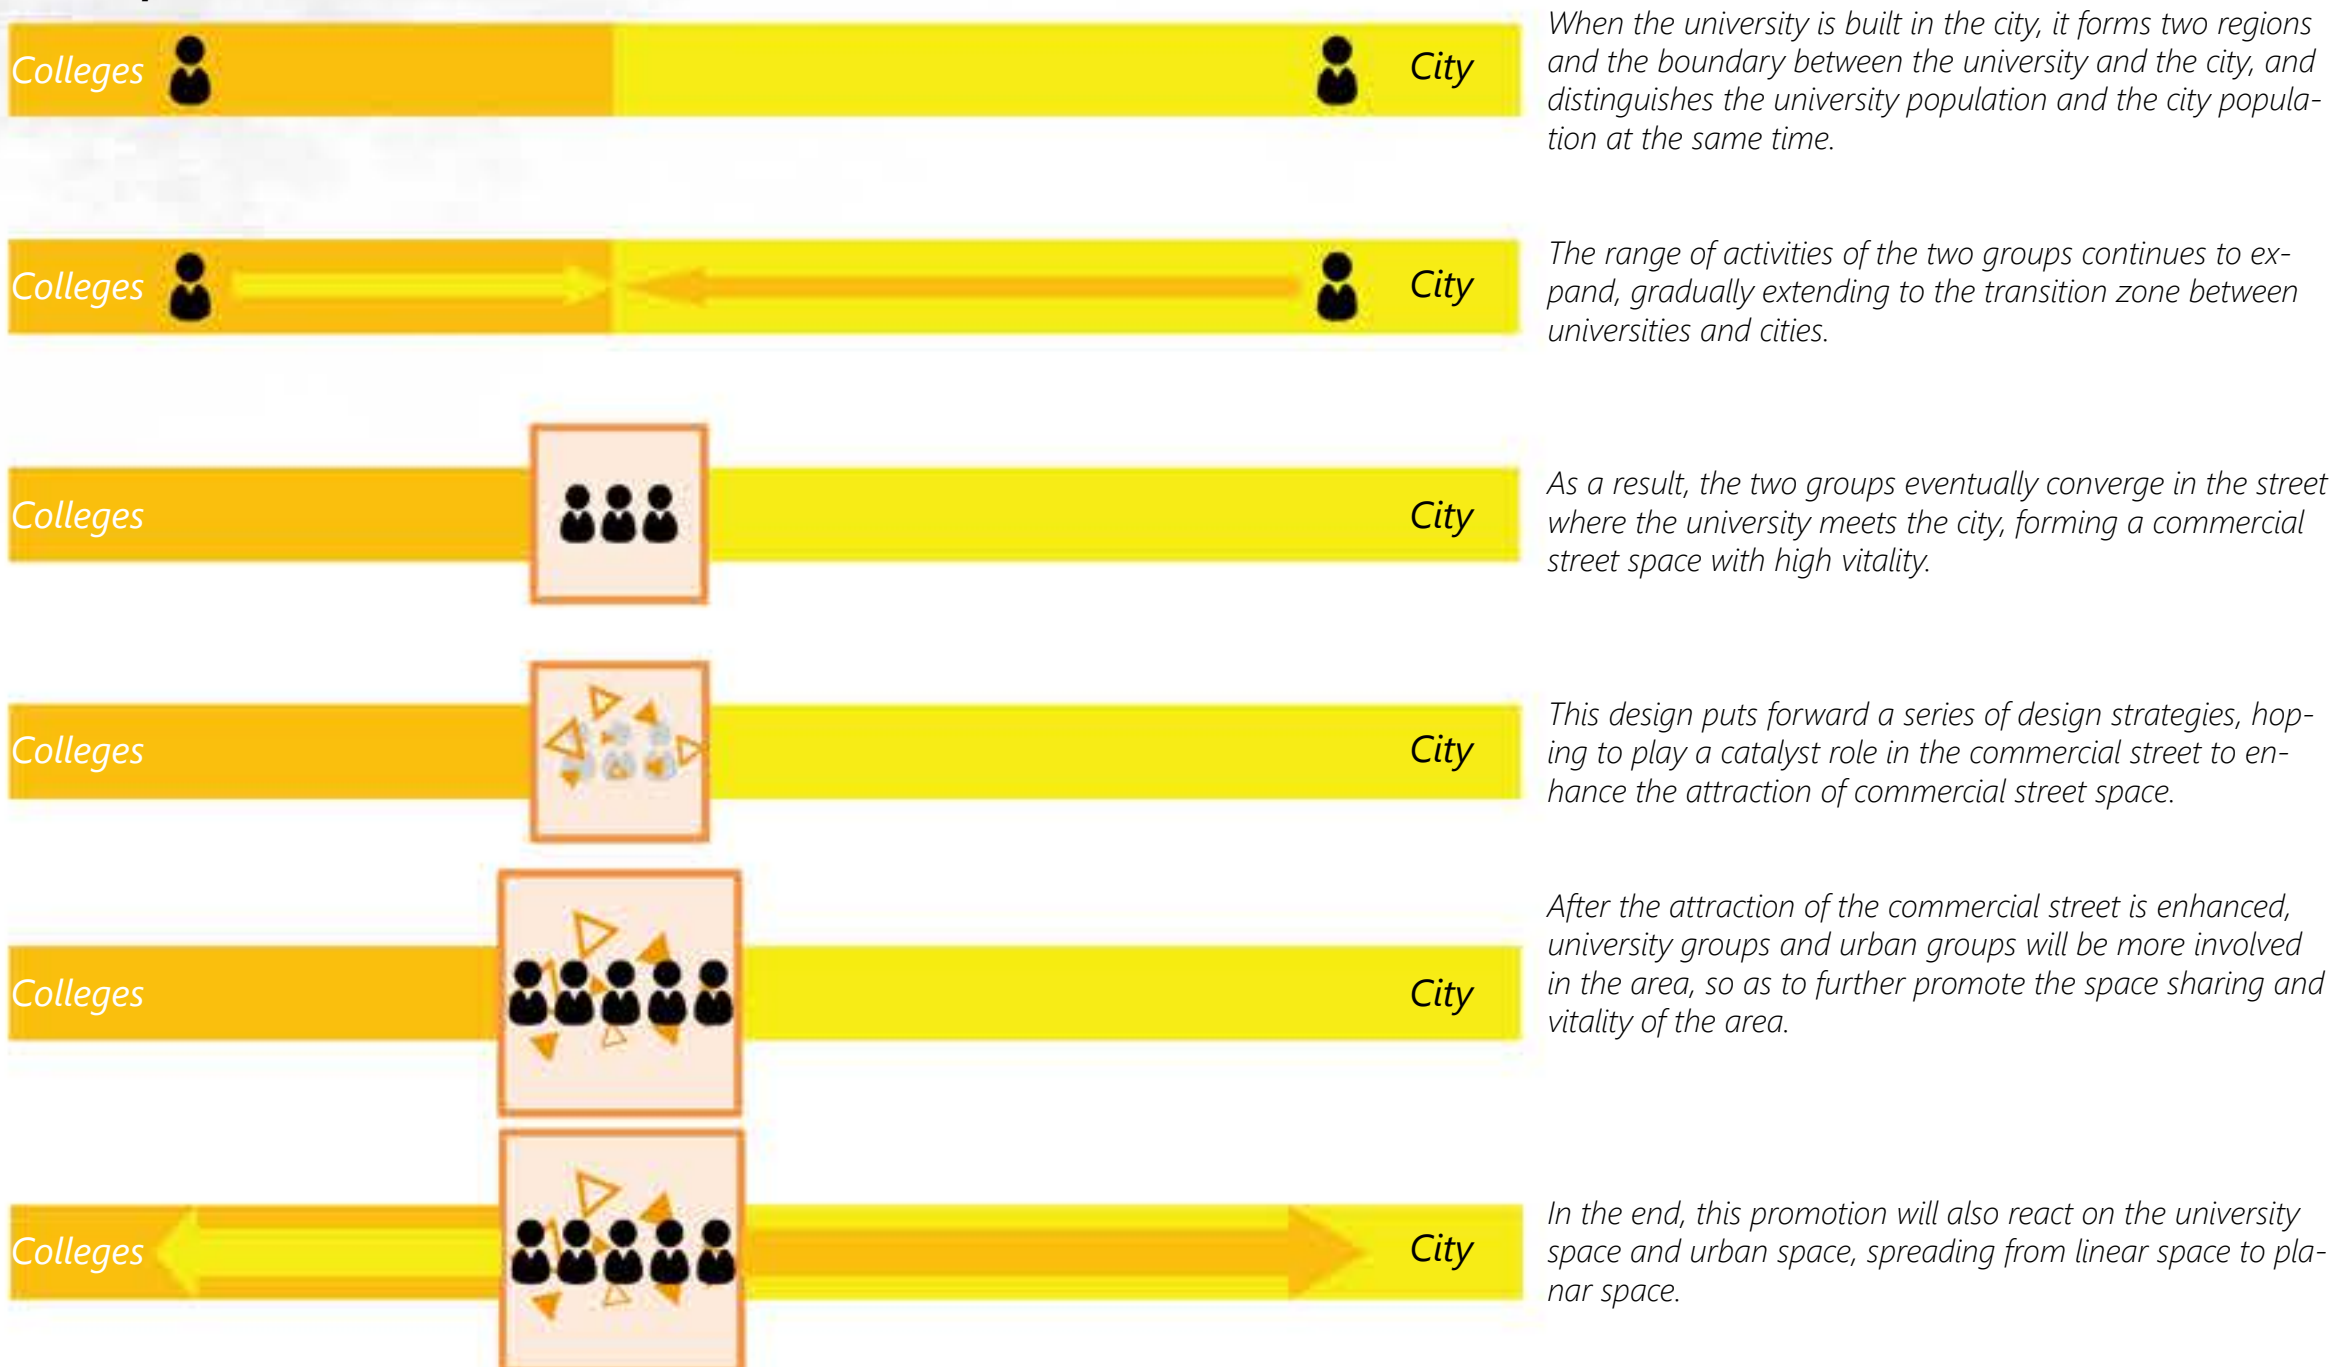 Colleges
City
When the university is built in the city, it forms two regions
and the boundary between the university and the city, and
distinguishes the university population and the city popula-
tion at the same time.
Colleges
City
The range of activities of the two groups continues to ex-
pand, gradually extending to the transition zone between
universities and cities.
Colleges
City
As a result, the two groups eventually converge in the street
where the university meets the city, forming a commercial
street space with high vitality.
Colleges
City
This design puts forward a series of design strategies, hop-
ing to play a catalyst role in the commercial street to en-
hance the attraction of commercial street space.
Colleges
City
After the attraction of the commercial street is enhanced,
university groups and urban groups will be more involved
in the area, so as to further promote the space sharing and
vitality of the area.
Colleges
City
In the end, this promotion will also react on the university
space and urban space, spreading from linear space to pla-
nar space.